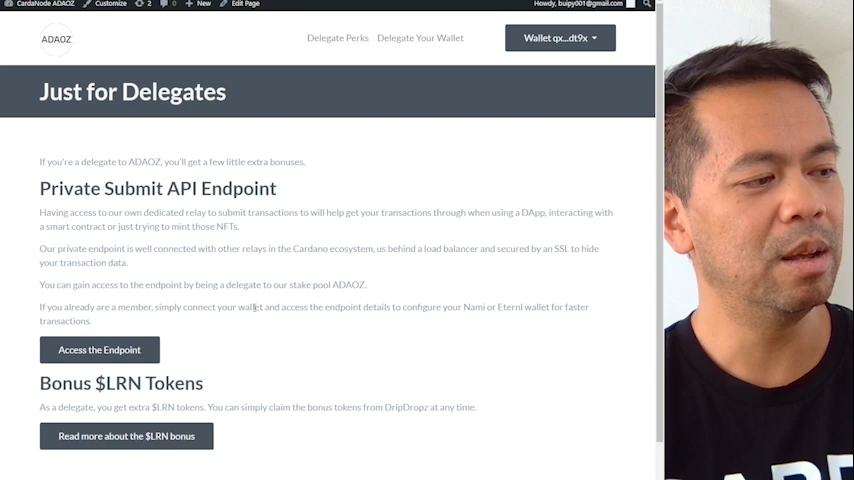 CardaNode ADAOZ Customize 2 0 New Edit Page Howdy, buipy001@gmail.com
ADAOZ Delegate Perks Delegate Your Wallet Wallet qx...dt9x
Just for Delegates
If you're a delegate to ADAOZ, you'll get a few little extra bonuses.
Private Submit API Endpoint
Having access to our own dedicated relay to submit transactions to will help get your transactions through when using a DApp, interacting with
a smart contract or just trying to mint those NFTs.
Our private endpoint is well connected with other relays in the Cardano ecosystem, us behind a load balancer and secured by an SSL to hide
your transaction data.
You can gain access to the endpoint by being a delegate to our stake pool ADAOZ.
If you already are a member, simply connect your wallet and access the endpoint details to configure your Nami or Eternl wallet for faster
transactions.
Access the Endpoint
Bonus $LRN Tokens
As a delegate, you get extra $LRN tokens. You can simply claim the bonus tokens from DripDropz at any time.
Read more about the $LRN bonus